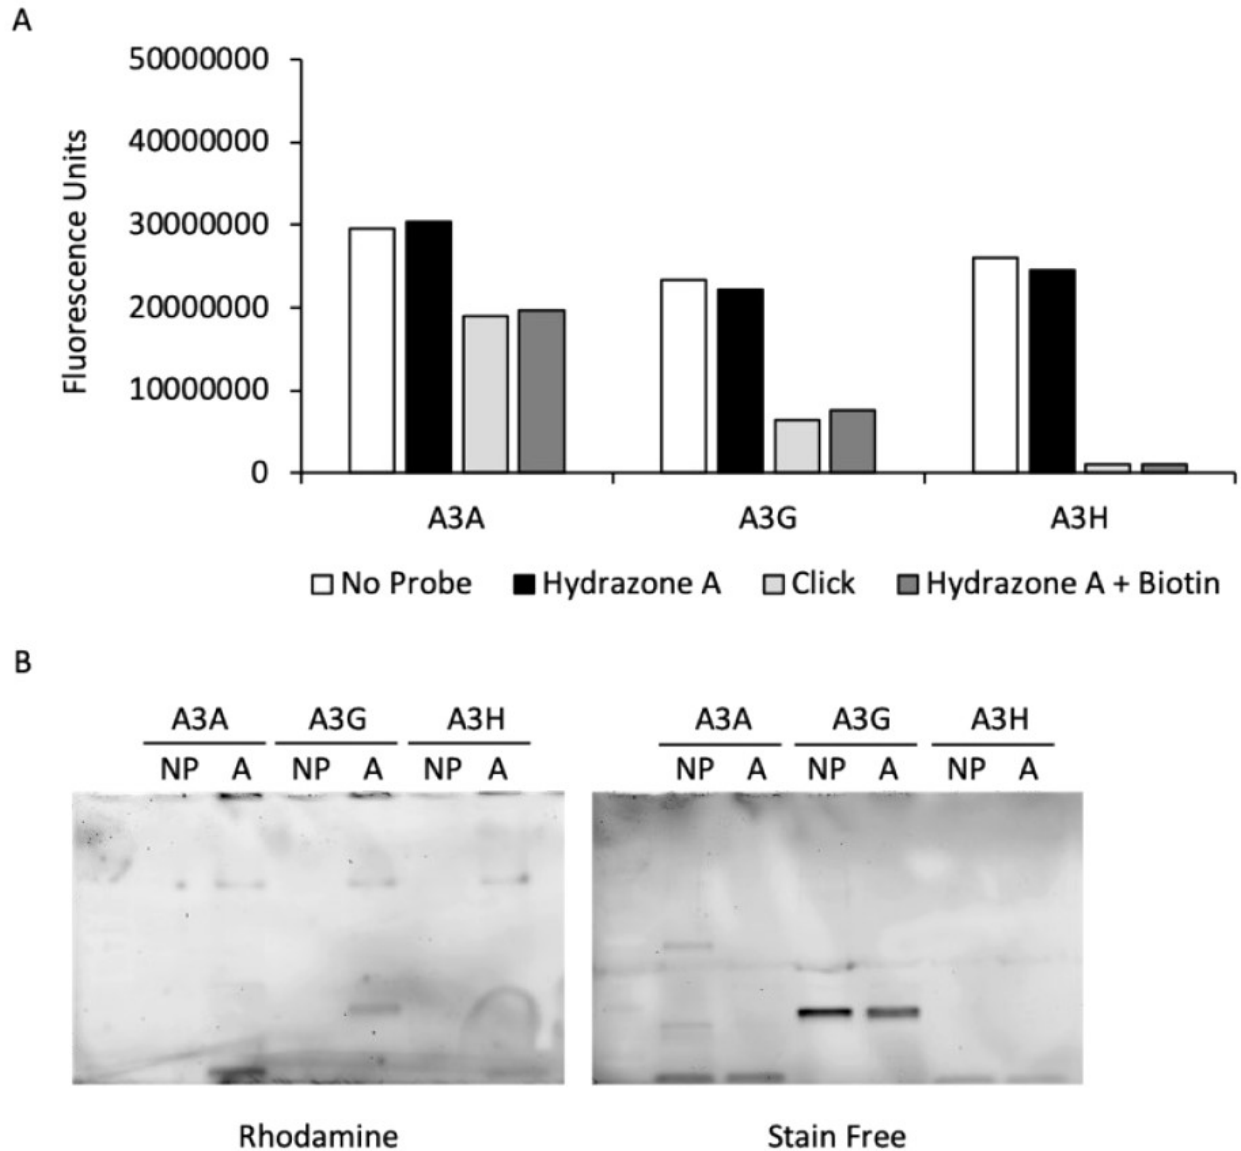 A
Fluorescence Units
50000000
40000000
30000000
20000000
10000000
0
A3A A3G A3H
No Probe Hydrazone A Click Hydrazone A + Biotin
B
A3A A3G A3H A3A A3G A3H
NP A NP A NP A NP A NP A NP A
Rhodamine Stain Free